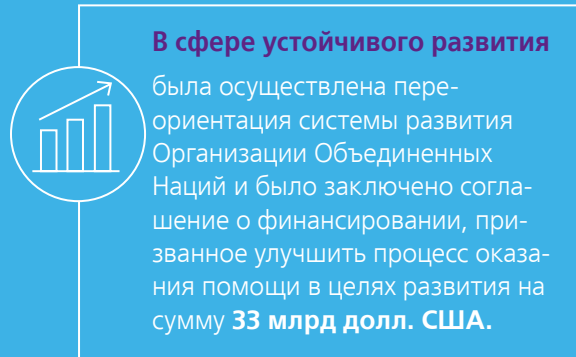 В сфере устойчивого развития
была осуществлена пере-
ориентация системы развития
Организации Объединенных
Наций и было заключено согла-
шение о финансировании, при-
званное улучшить процесс оказа-
ния помощи в целях развития на
сумму 33 млрд долл. США.